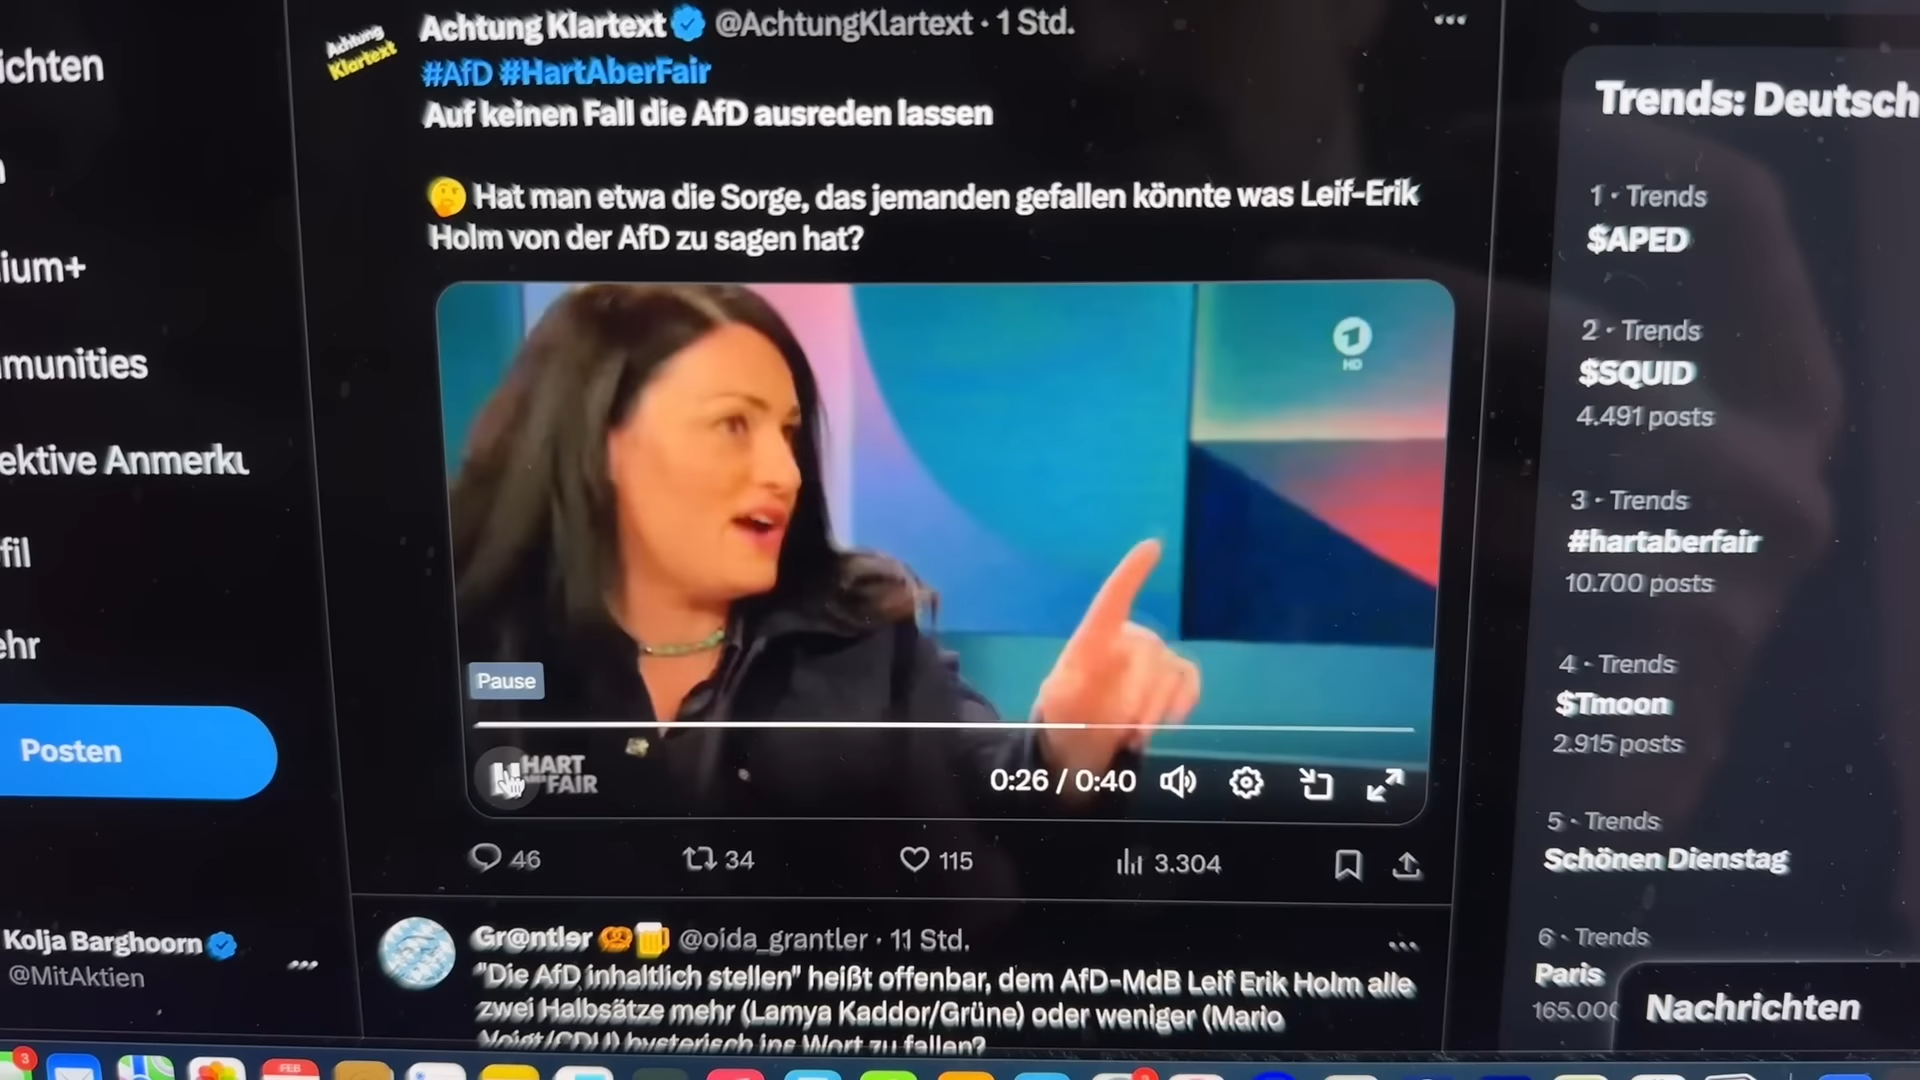 Achtung Klartext @AchtungKlartext · 1 Std.
Achtung
Klartext
#AfD #HartAberFair
Auf keinen Fall die AfD ausreden lassen
🤔 Hat man etwa die Sorge, das jemanden gefallen könnte was Leif-Erik
Holm von der AfD zu sagen hat?
HD
Pause
HART
FAIR
0:26 / 0:40
46
34
115
3.304
Gr@ntler 🥨🍺 @oida_grantler · 11 Std.
"Die AfD inhaltlich stellen" heißt offenbar, dem AfD-MdB Leif Erik Holm alle
zwei Halbsätze mehr (Lamya Kaddor/Grüne) oder weniger (Mario
Voigt/CDU) hysterisch ins Wort zu fallen?
ichten
ium+
munities
ektive Anmerku
fil
ehr
Posten
Kolja Barghoorn
@MitAktien
Trends: Deutsch
1 · Trends
$APED
2 · Trends
$SQUID
4.491 posts
3 · Trends
#hartaberfair
10.700 posts
4 · Trends
$Tmoon
2.915 posts
5 · Trends
Schönen Dienstag
6 · Trends
Paris
165.000
Nachrichten
3
FEB